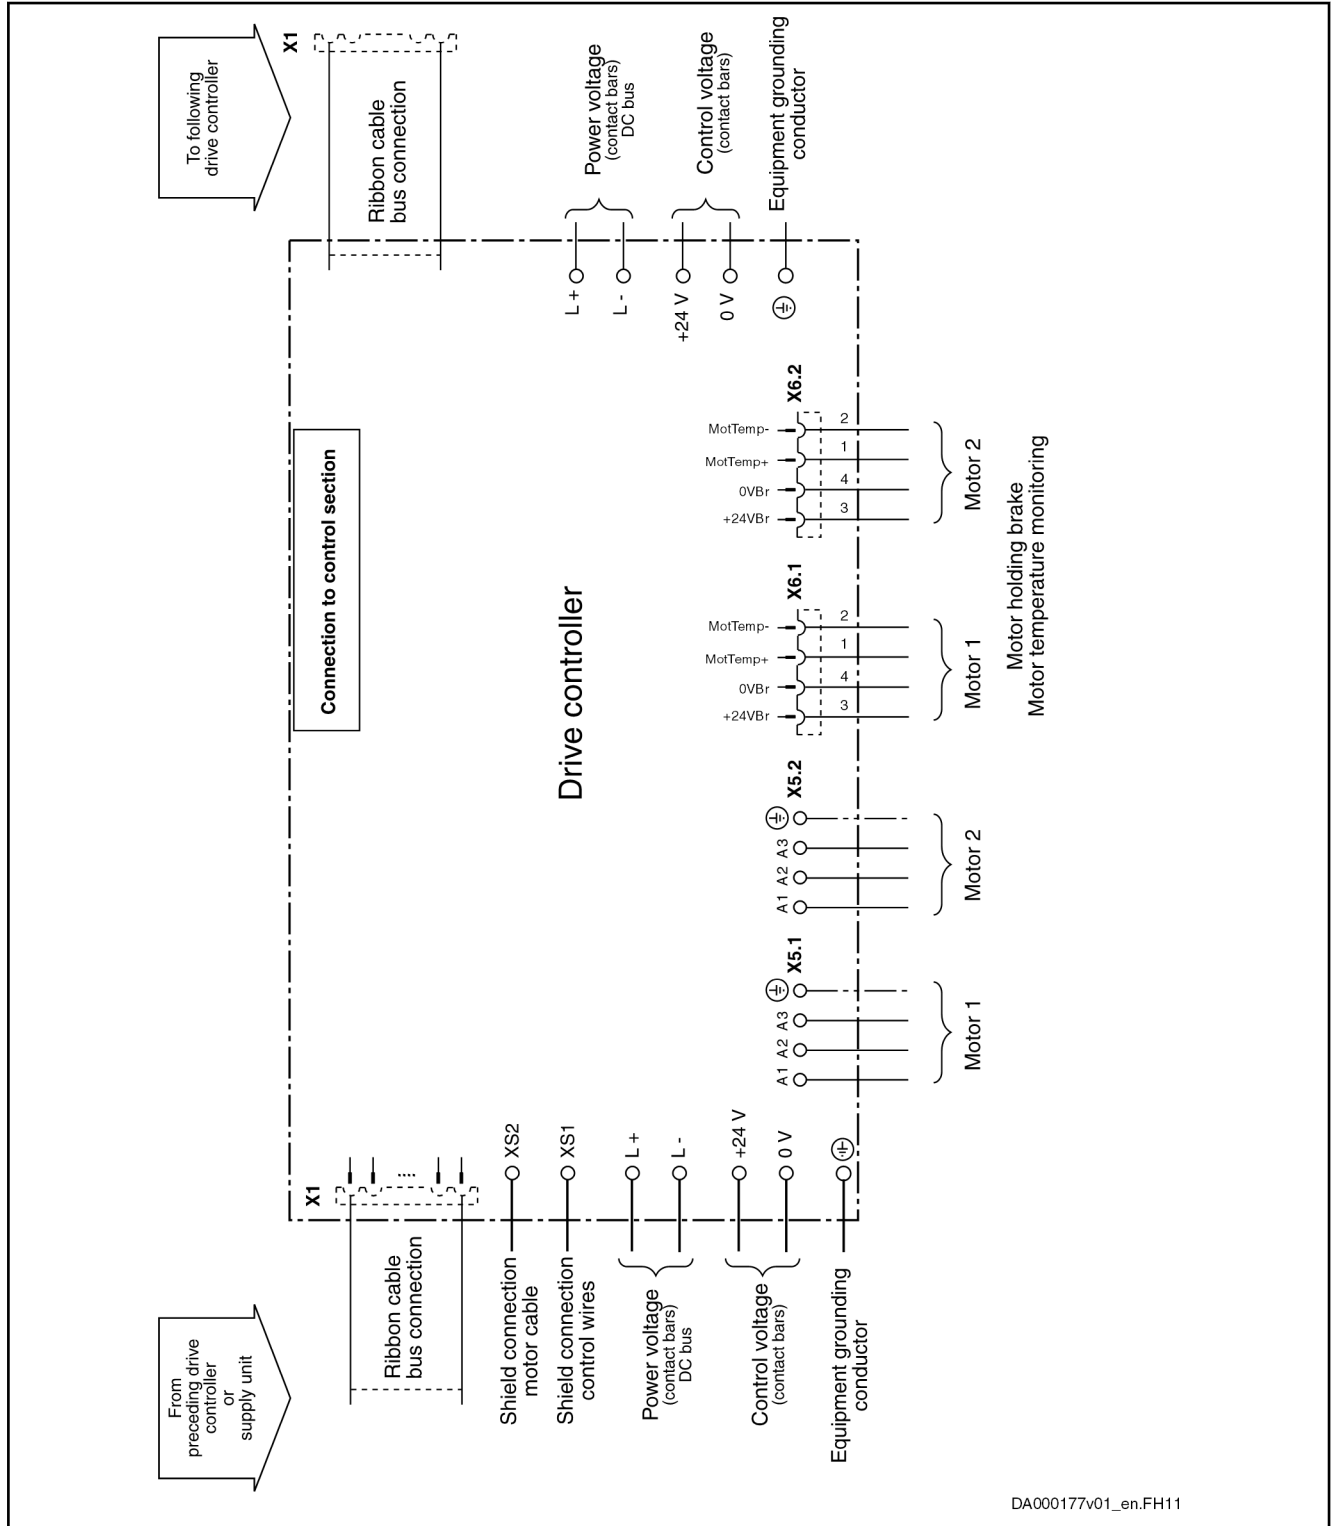 From
preceding drive
controller
or
supply unit
To following
drive controller
X1
X1
Ribbon cable
bus connection
Ribbon cable
bus connection
Connection to control section
....
Shield connection
motor cable
XS2
Shield connection
control wires
XS1
Drive controller
Power voltage
(contact bars)
DC bus
L +
L -
Control voltage
(contact bars)
+24 V
0 V
Equipment grounding
conductor
L +
L -
Power voltage
(contact bars)
DC bus
+24 V
0 V
Control voltage
(contact bars)
Equipment grounding
conductor
X5.1
A1 A2 A3
Motor 1
X5.2
A1 A2 A3
Motor 2
X6.1
+24VBr
0VBr
MotTemp+
MotTemp-
3
4
1
2
Motor 1
X6.2
+24VBr
0VBr
MotTemp+
MotTemp-
3
4
1
2
Motor 2
Motor holding brake
Motor temperature monitoring
DA000177v01_en.FH11